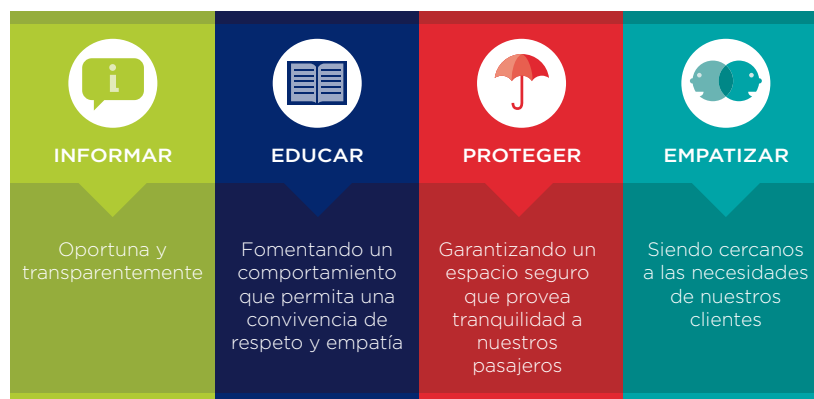 i
INFORMAR
Oportuna y
transparentemente
EDUCAR
Fomentando un
comportamiento
que permita una
convivencia de
respeto y empatía
PROTEGER
Garantizando un
espacio seguro
que provea
tranquilidad a
nuestros
pasajeros
EMPATIZAR
Siendo cercanos
a las necesidades
de nuestros
clientes